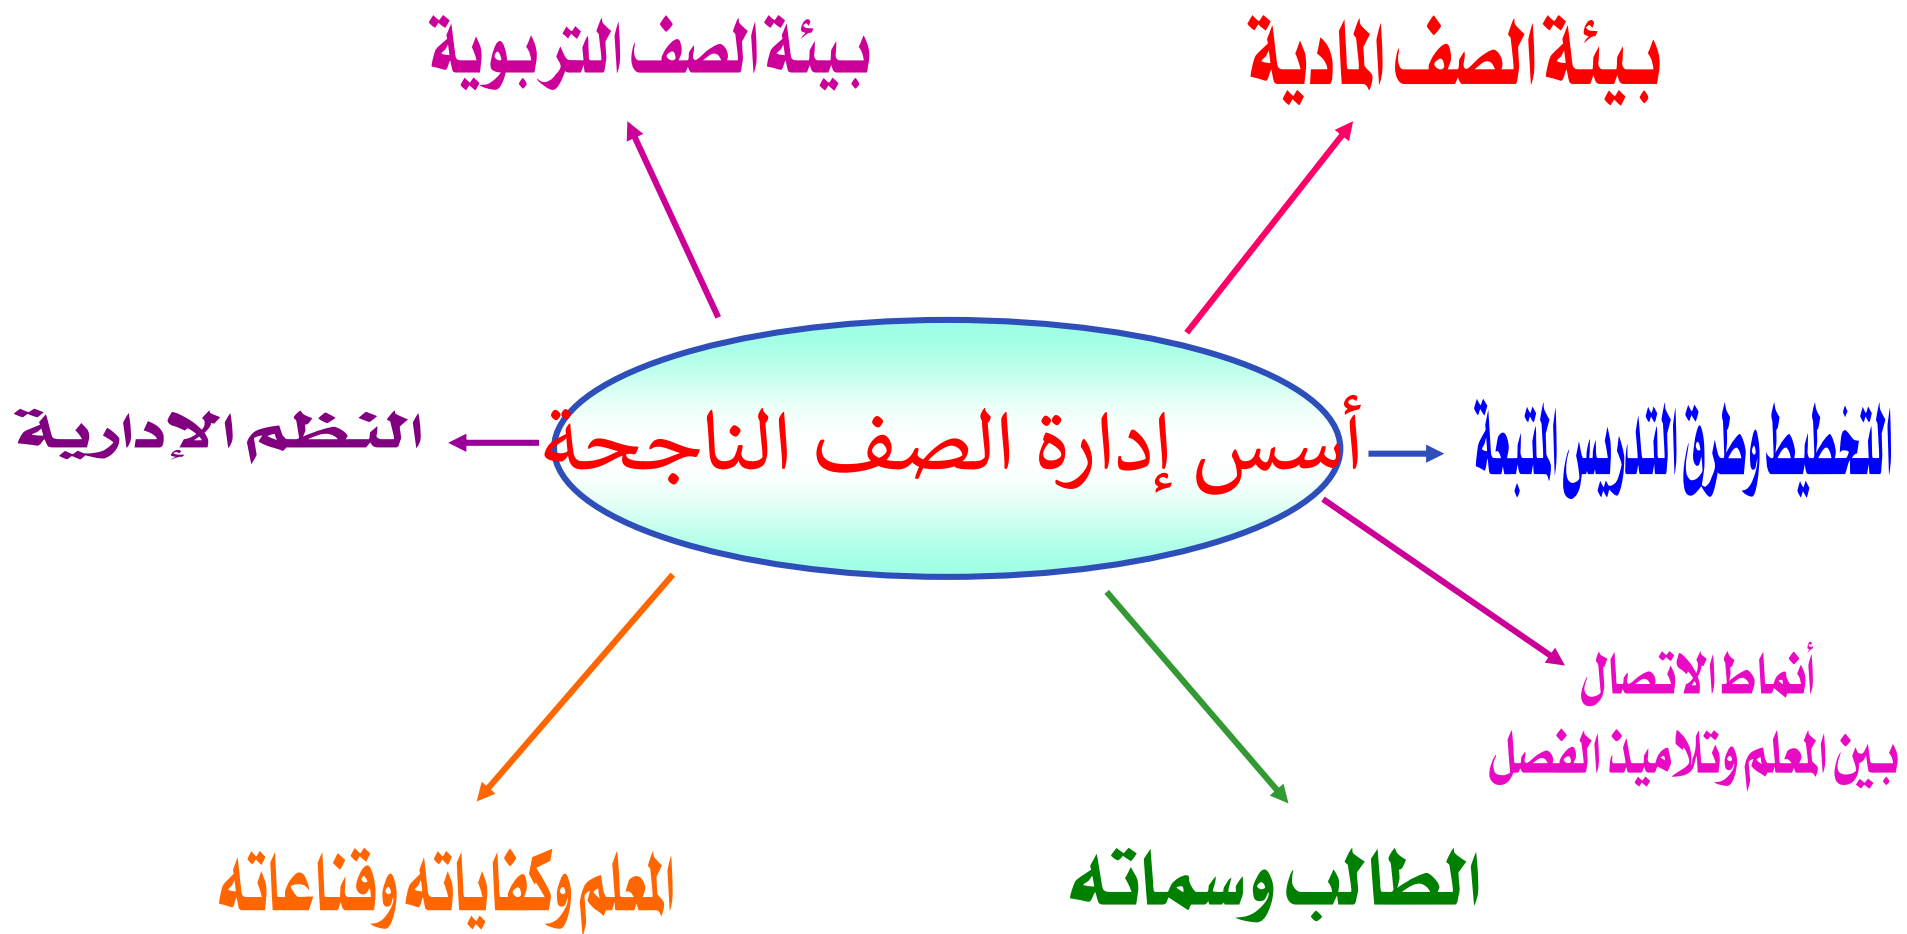 بيئة الصف المادية
بيئة الصف التربوية
أسس إدارة الصف الناجحة
التخطيط وطرق التدريس المتبعة
النظم الإدارية
أنماط الاتصال
بين المعلم وتلاميذ الفصل
الطالب وسماته
المعلم وكفاياته وقناعاته